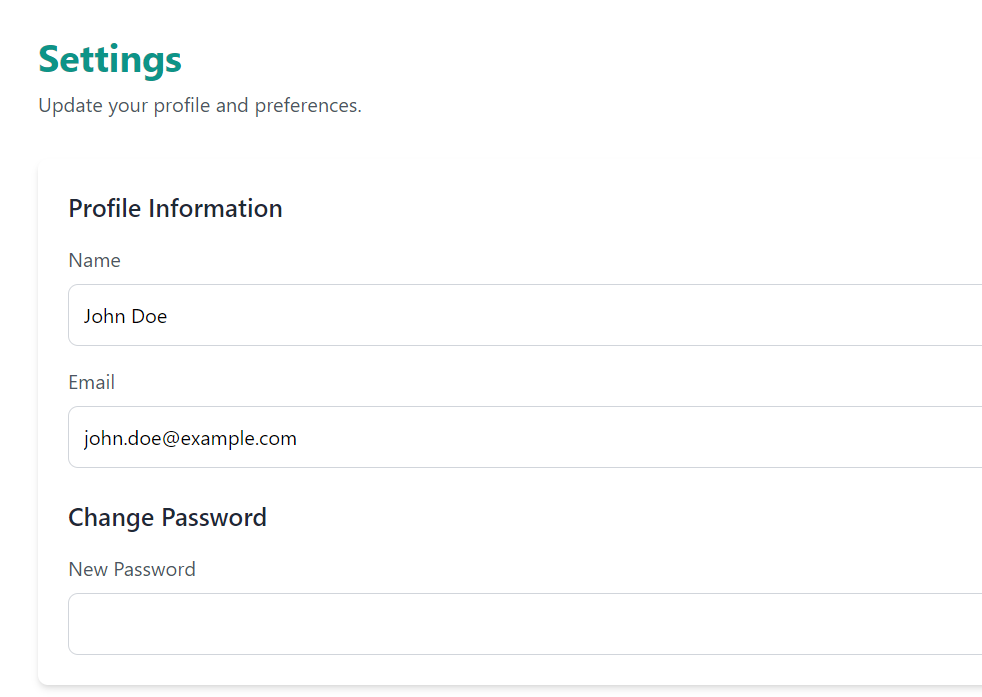 Settings
Update your profile and preferences.
Profile Information
Name
John Doe
Email
john.doe@example.com
Change Password
New Password